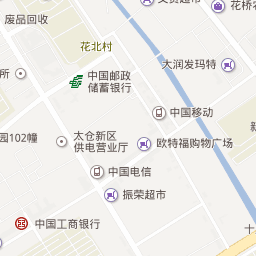 废品回收
花桥
花北村
大润发玛特
所
中国邮政
储蓄银行
中国移动
园102幢
太仓新区
供电营业厅
欧特福购物广场
中国电信
振荣超市
中国工商银行
十